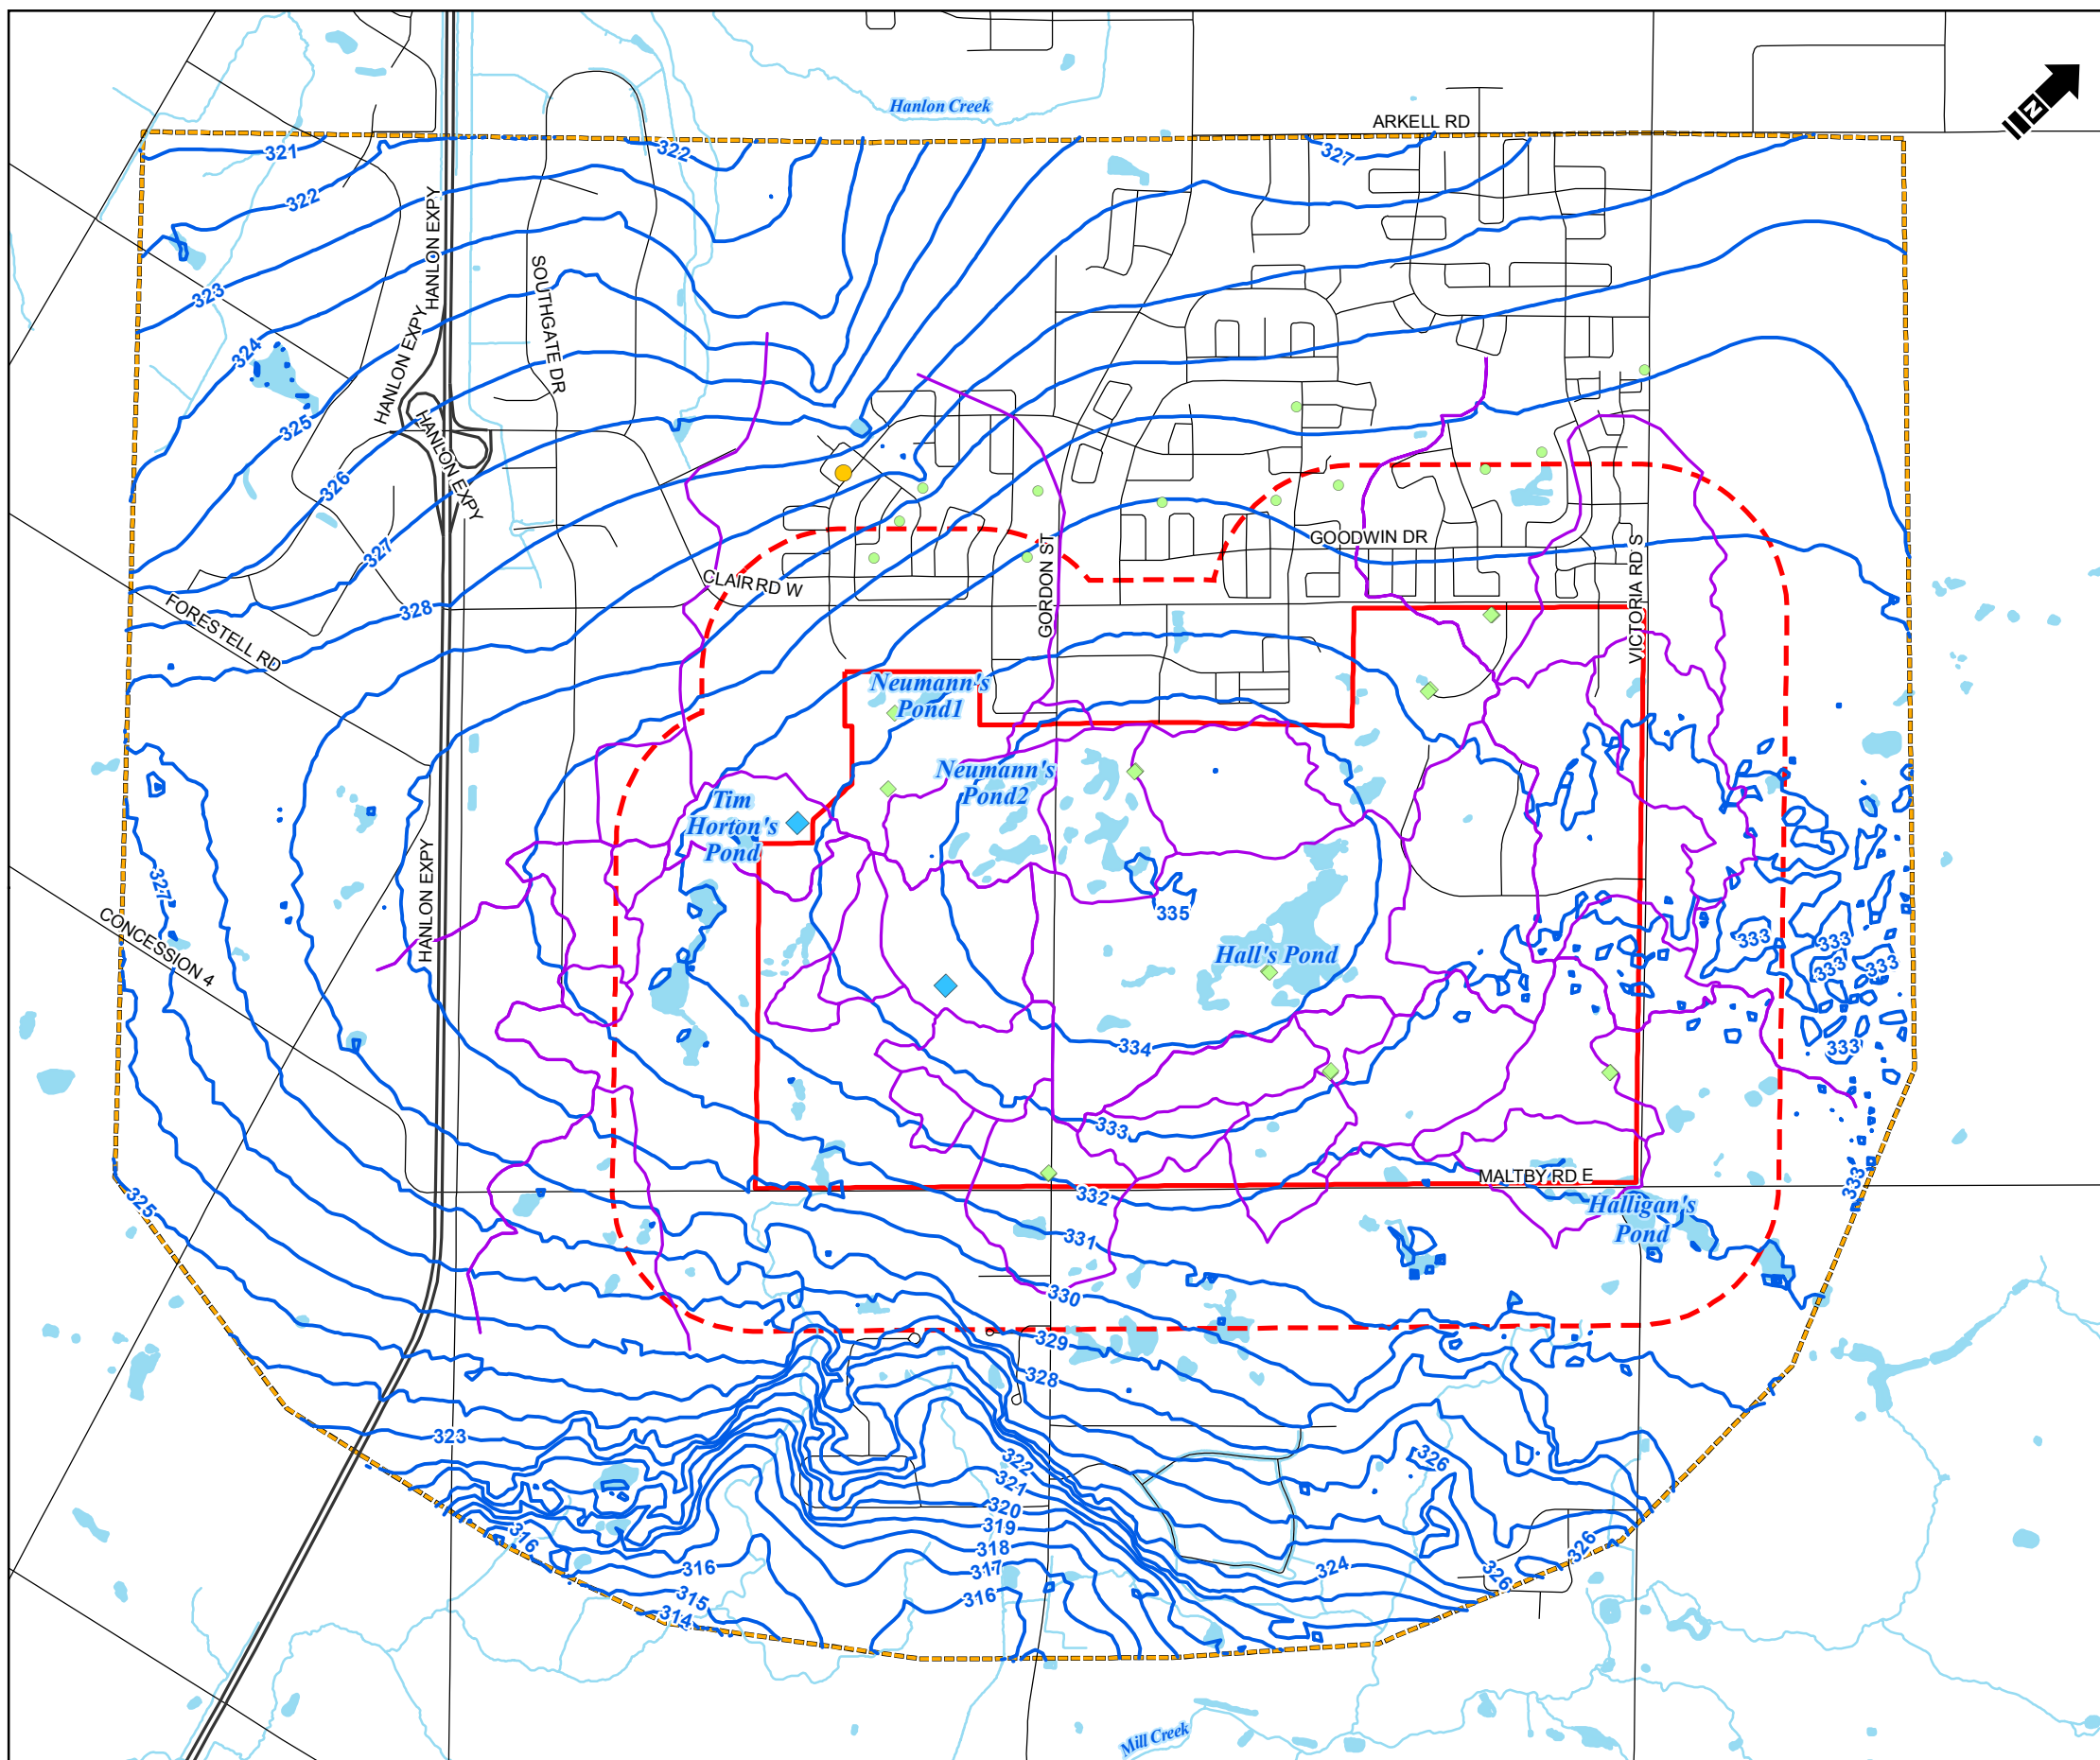 Hanlon Creek
ARKELL RD
N
321
322
327
322
HANLON EXPY
323
SOUTHGATE DR
324
HANLON EXPY
325
HANLON EXPY
326
327
GOODWIN DR
GORDON ST
VICTORIA RD S
CLAIR RD W
328
FORESTELL RD
Neumann's
Pond1
Neumann's
Pond2
Tim
Horton's
Pond
327
HANLON EXPY
335
CONCESSION 4
Hall's Pond
333
333
333
333
334
333
333
MALTBY RD E
333
332
325
Halligan's
Pond
331
330
329
328
323
326
322
321
320
319
316
318
326
324
317
326
316
316
315
314
Mill Creek